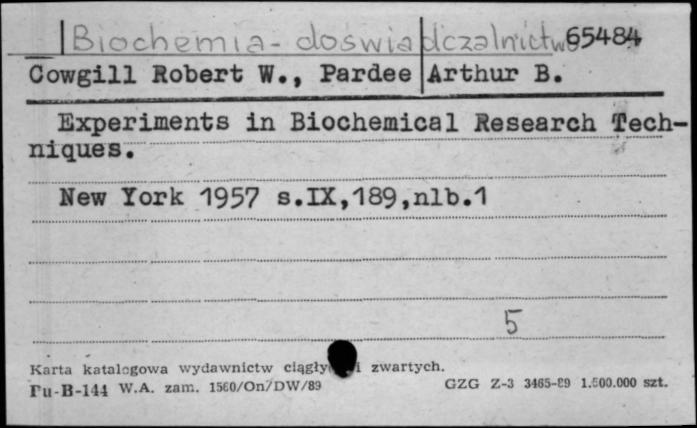 Biochemia - doświadczalnictwo 65484
Cowgill Robert W., Pardee Arthur B.
Experiments in Biochemical Research Tech-
niques.
New York 1957 s.IX,189,nlb.1
5
Karta katalogowa wydawnictw ciągły i zwartych.
Pu-B-144 W.A. zam. 1560/On/DW/89 GZG Z-3 3465-89 1.500.000 szt.